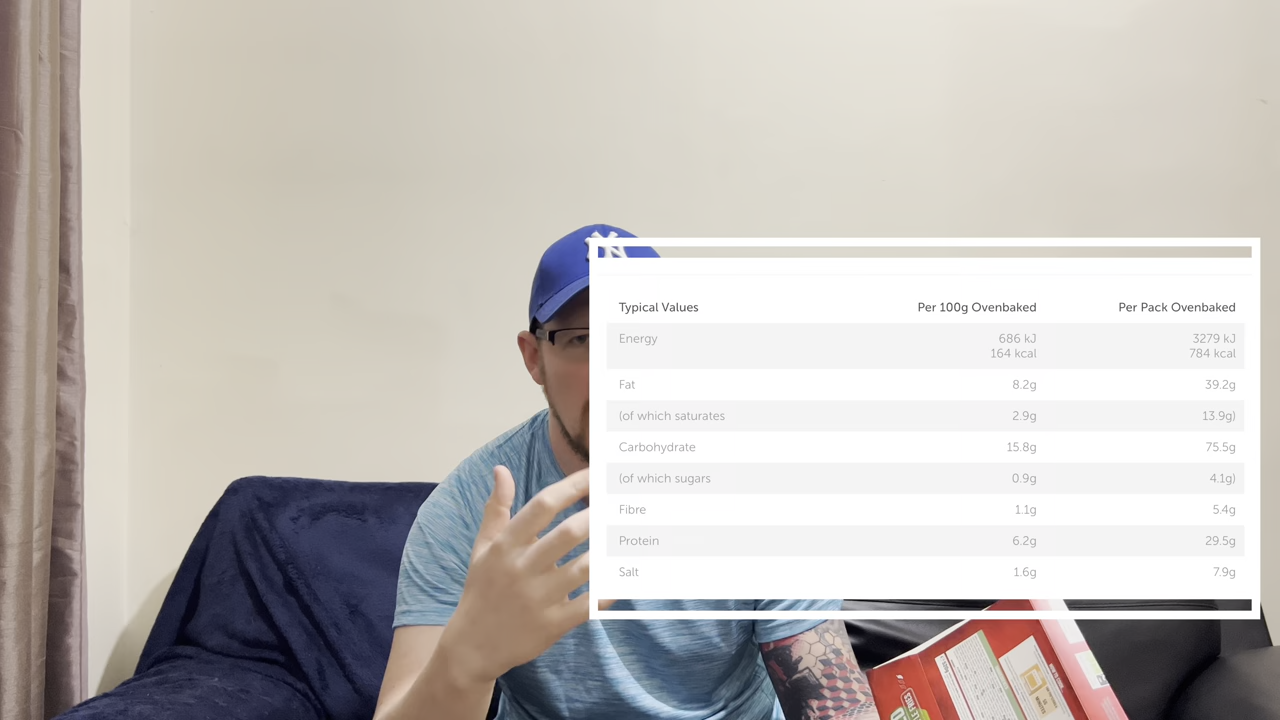 NY
Typical Values Per 100g Ovenbaked Per Pack Ovenbaked
Energy 686 kJ 3279 kJ
164 kcal 784 kcal
Fat 8.2g 39.2g
(of which saturates 2.9g 13.9g)
Carbohydrate 15.8g 75.5g
(of which sugars 0.9g 4.1g)
Fibre 1.1g 5.4g
Protein 6.2g 29.5g
Salt 1.6g 7.9g